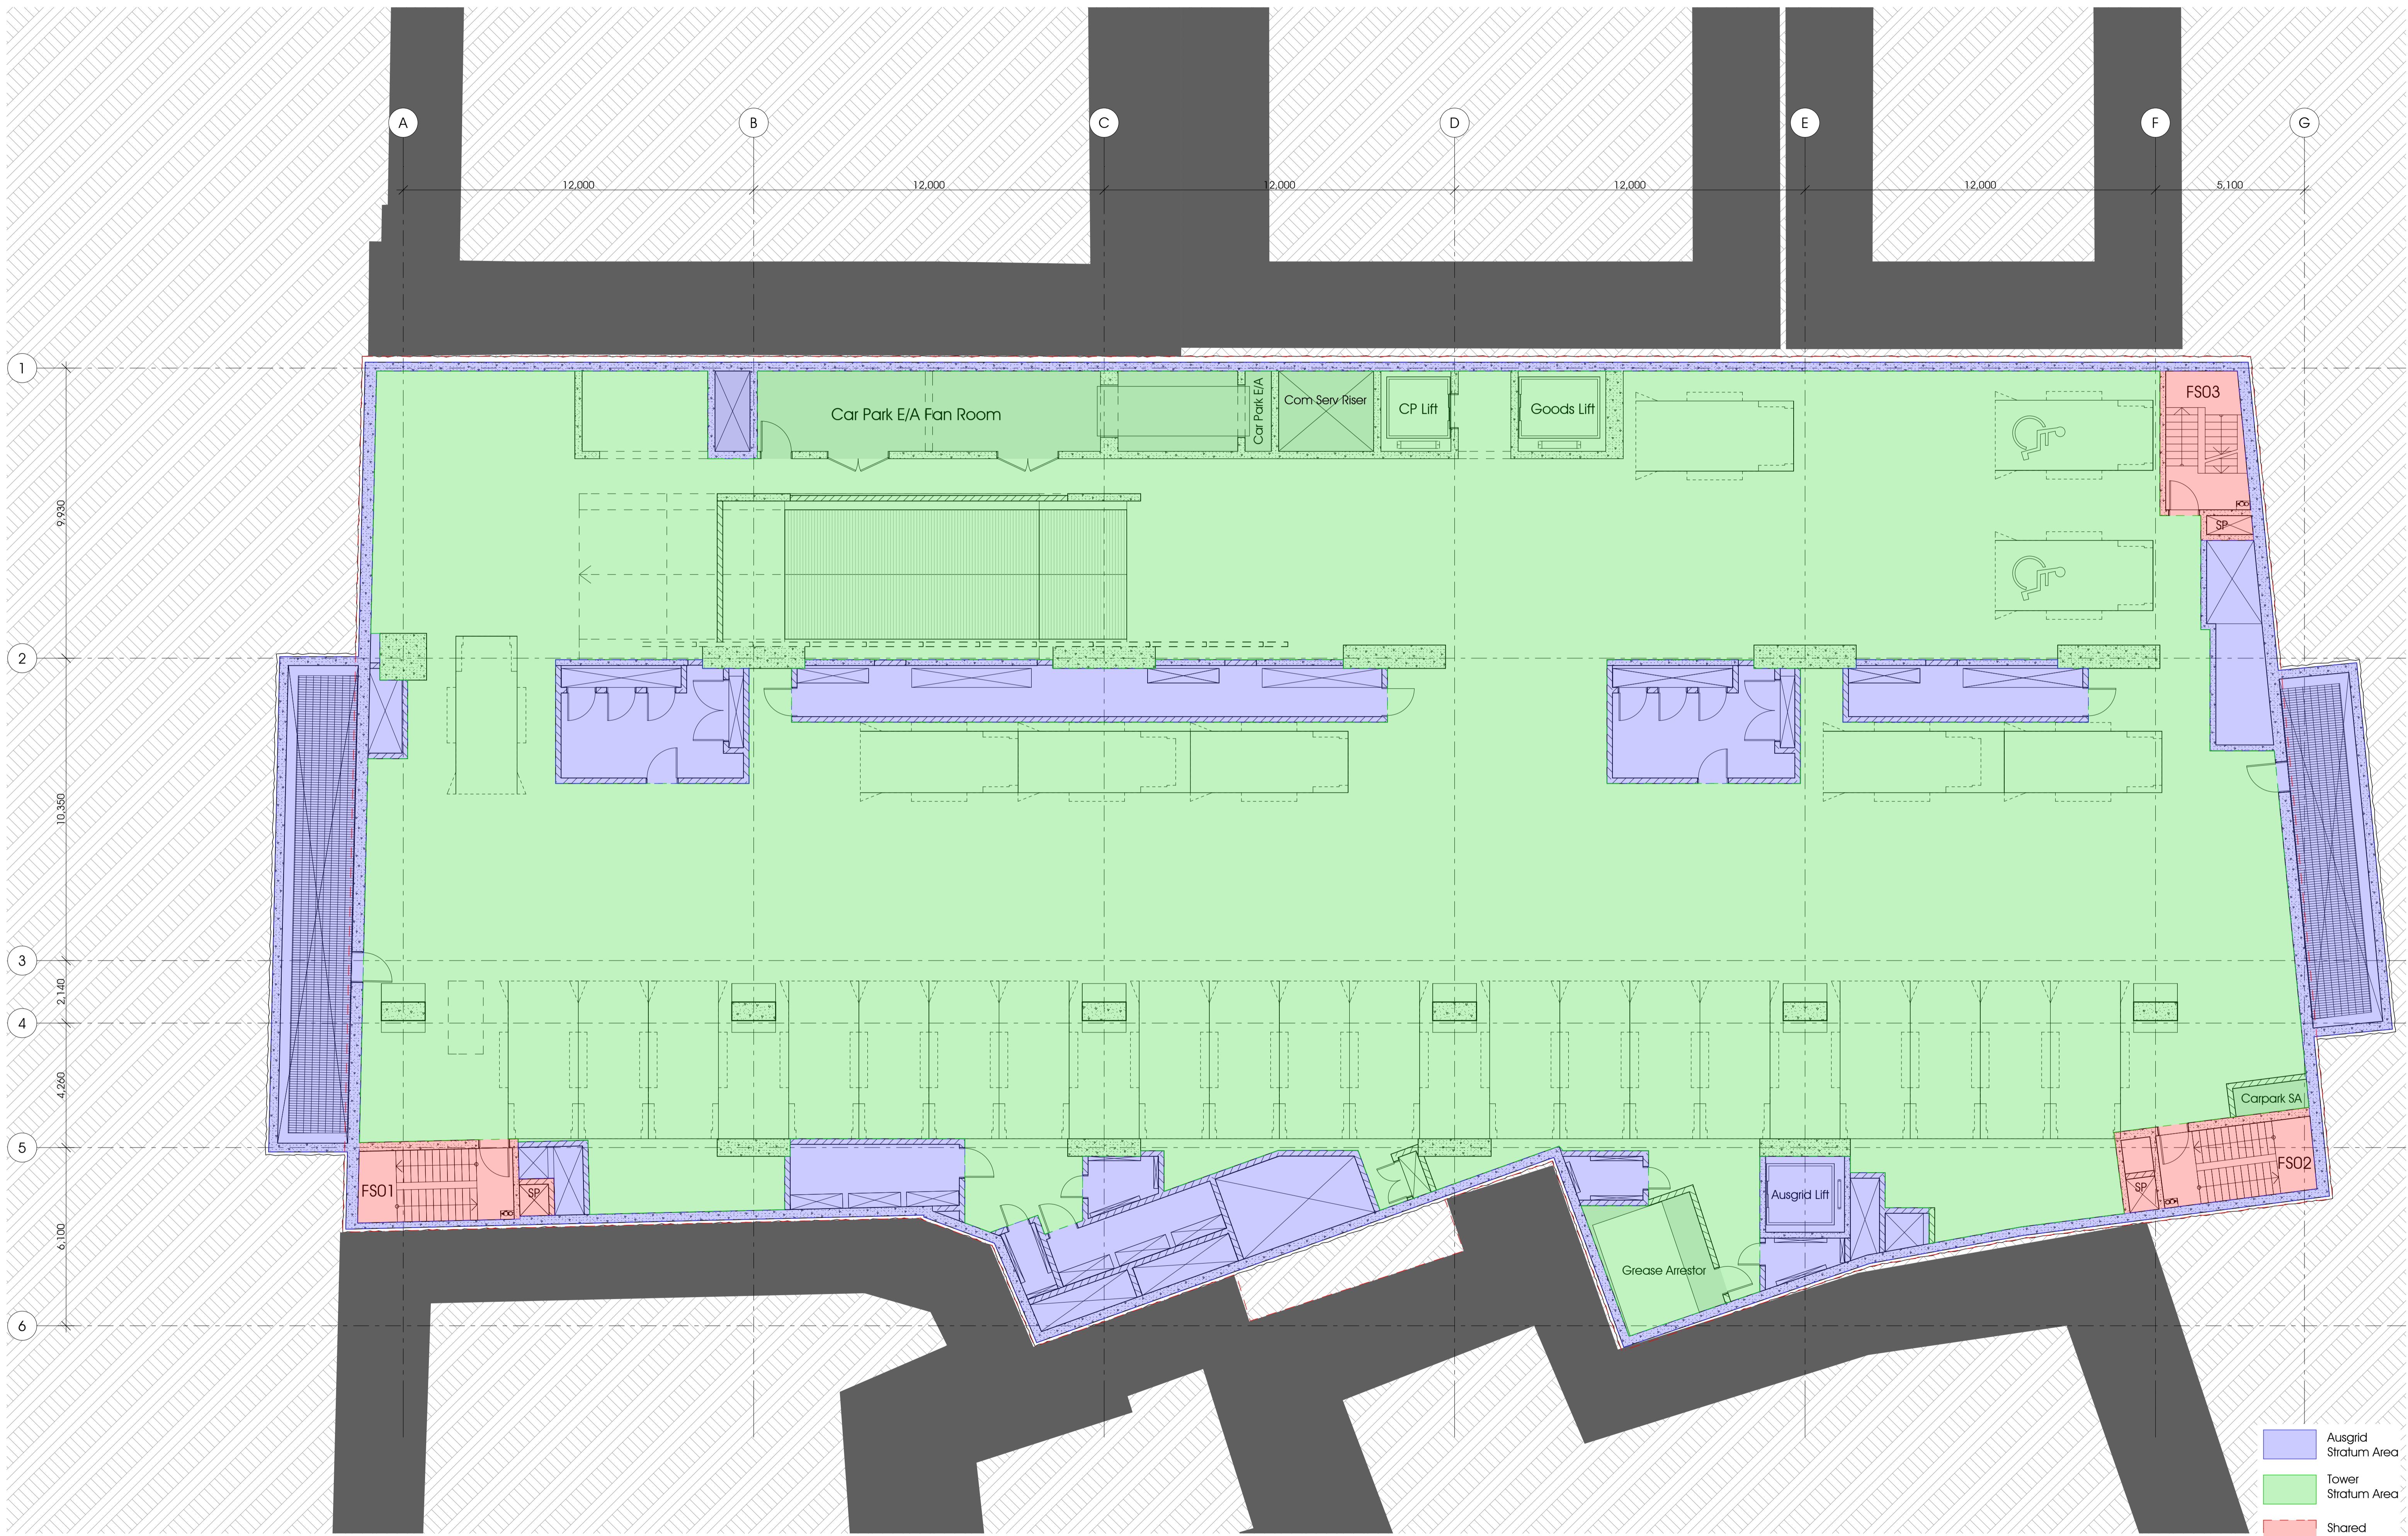 A
B
C
D
E
F
G
12,000
12,000
12,000
12,000
12,000
5,100
1
2
3
4
5
6
9,930
10,350
2,140
4,260
6,100
Car Park E/A Fan Room
Car Park E/A
Com Serv Riser
CP Lift
Goods Lift
FS03
SP
Carpark SA
FS01
SP
Ausgrid Lift
SP
FS02
Grease Arrestor
Ausgrid
Stratum Area
Tower
Stratum Area
Shared